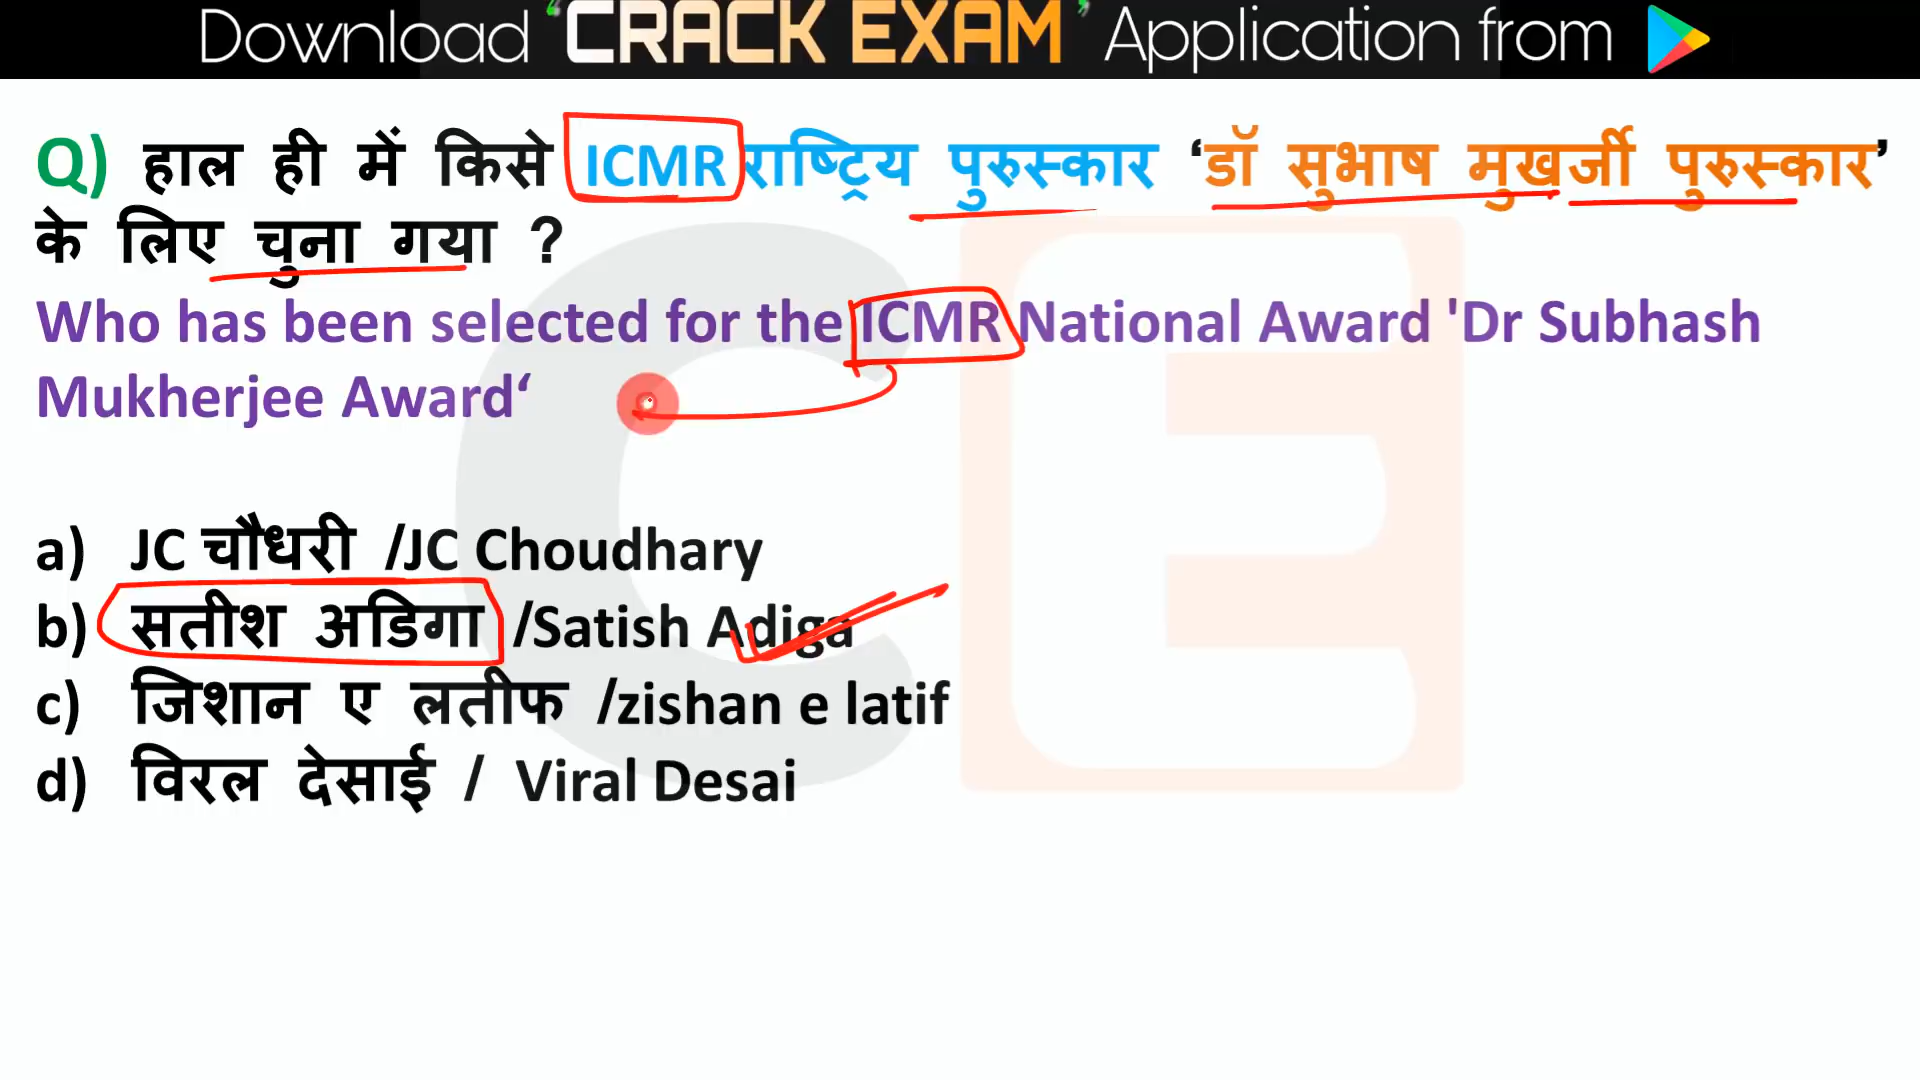 Download ‘CRACK EXAM’ Application from
Q) हाल ही में किसे ICMR राष्ट्रिय पुरुस्कार ‘डॉ सुभाष मुखर्जी पुरुस्कार’
के लिए चुना गया ?
Who has been selected for the ICMR National Award 'Dr Subhash
Mukherjee Award‘
a) JC चौधरी /JC Choudhary
b) सतीश अडिगा /Satish Adiga
c) जिशान ए लतीफ /zishan e latif
d) विरल देसाई / Viral Desai
CE